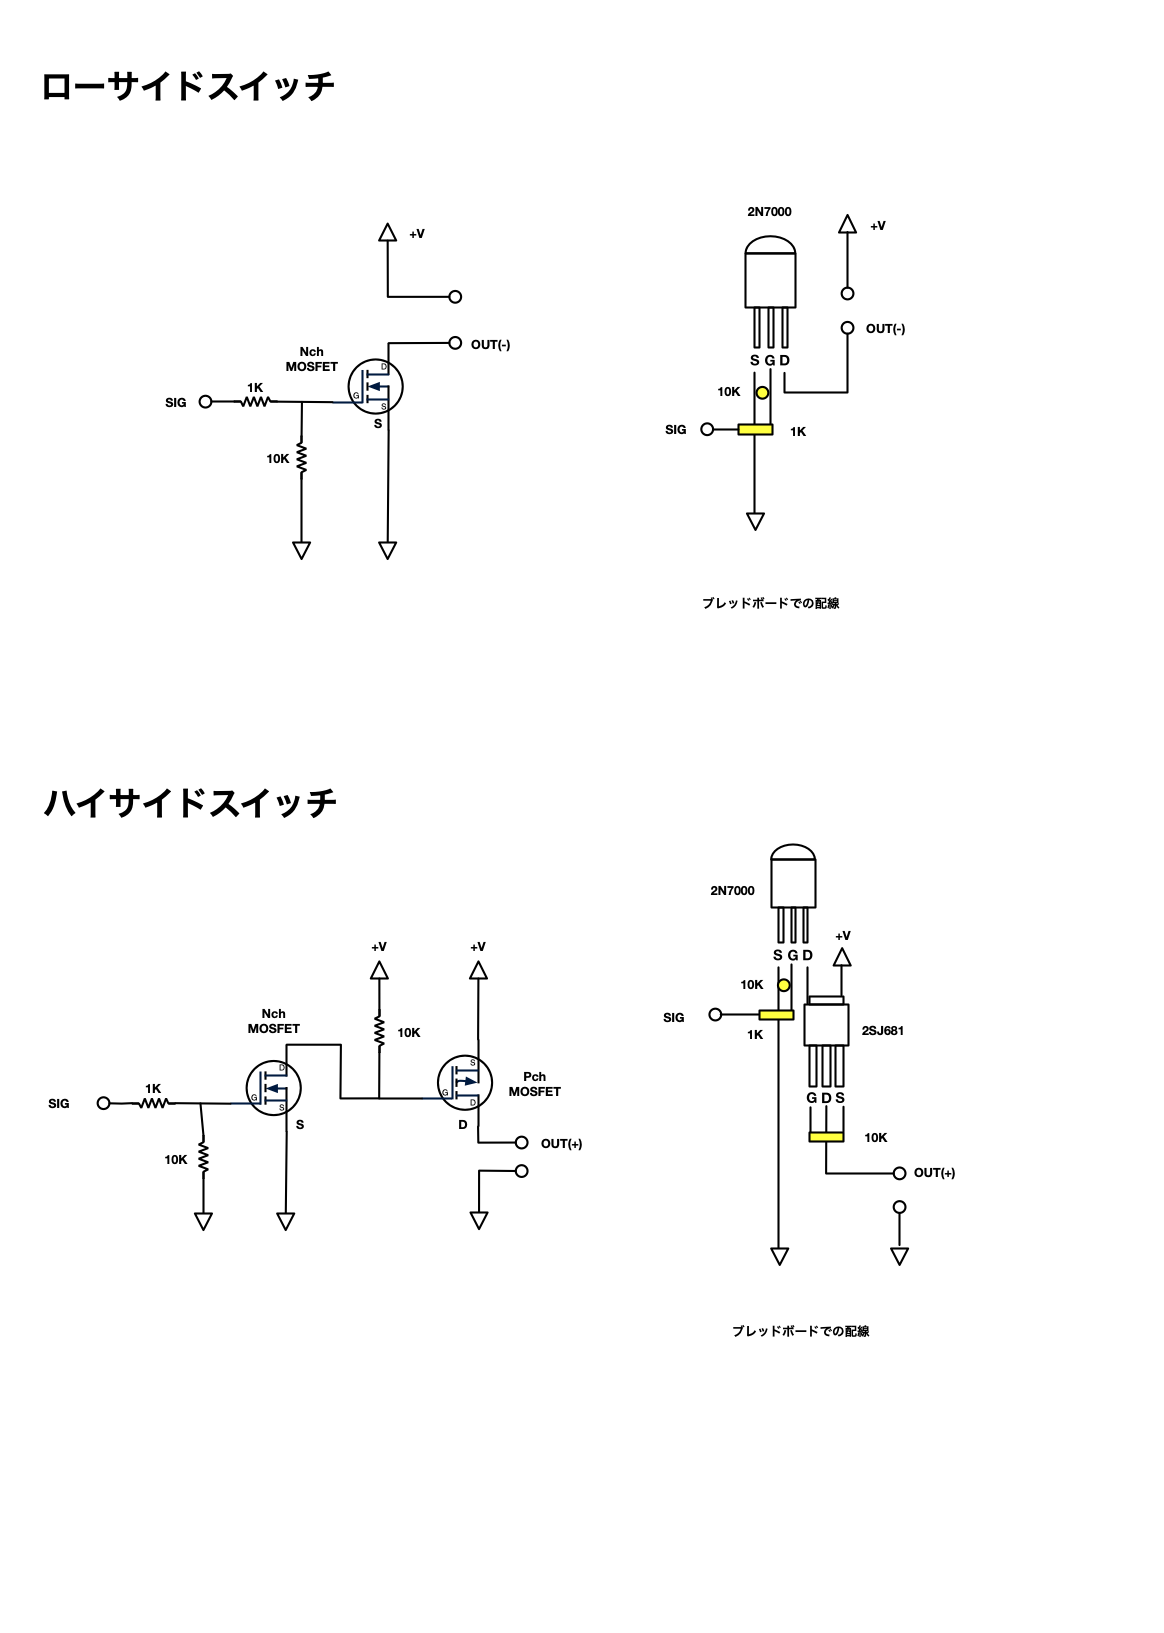 ローサイドスイッチ
+V
OUT(-)
Nch
MOSFET
D
G
S
S
1K
SIG
10K
2N7000
+V
OUT(-)
S G D
10K
SIG
1K
ブレッドボードでの配線
ハイサイドスイッチ
+V
+V
10K
Nch
MOSFET
D
G
S
S
1K
SIG
10K
S
G
D
D
Pch
MOSFET
OUT(+)
2N7000
+V
S G D
10K
SIG
1K
2SJ681
G D S
10K
OUT(+)
ブレッドボードでの配線